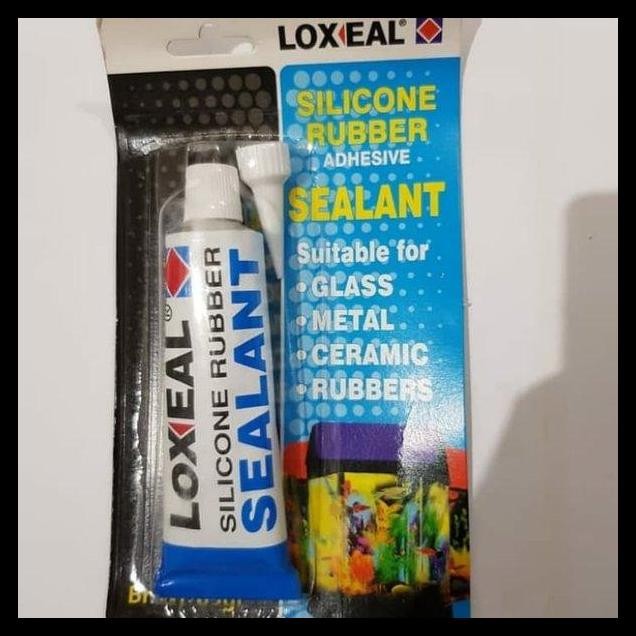 LOXEAL®
SILICONE
RUBBER
ADHESIVE
SEALANT
Suitable for
• GLASS
• METAL
• CERAMIC
• RUBBERS
LOXEAL®
SILICONE RUBBER
SEALANT